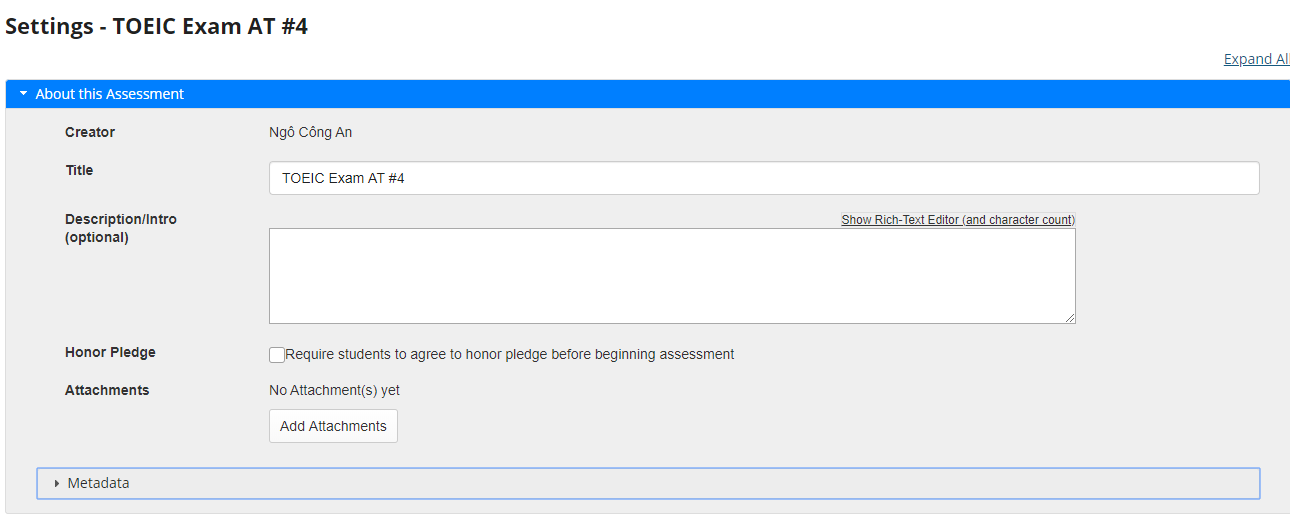 Settings - TOEIC Exam AT #4
Expand All
About this Assessment
Creator
Ngô Công An
Title
TOEIC Exam AT #4
Description/Intro
(optional)
Show Rich-Text Editor (and character count)
Honor Pledge
Require students to agree to honor pledge before beginning assessment
Attachments
No Attachment(s) yet
Add Attachments
Metadata